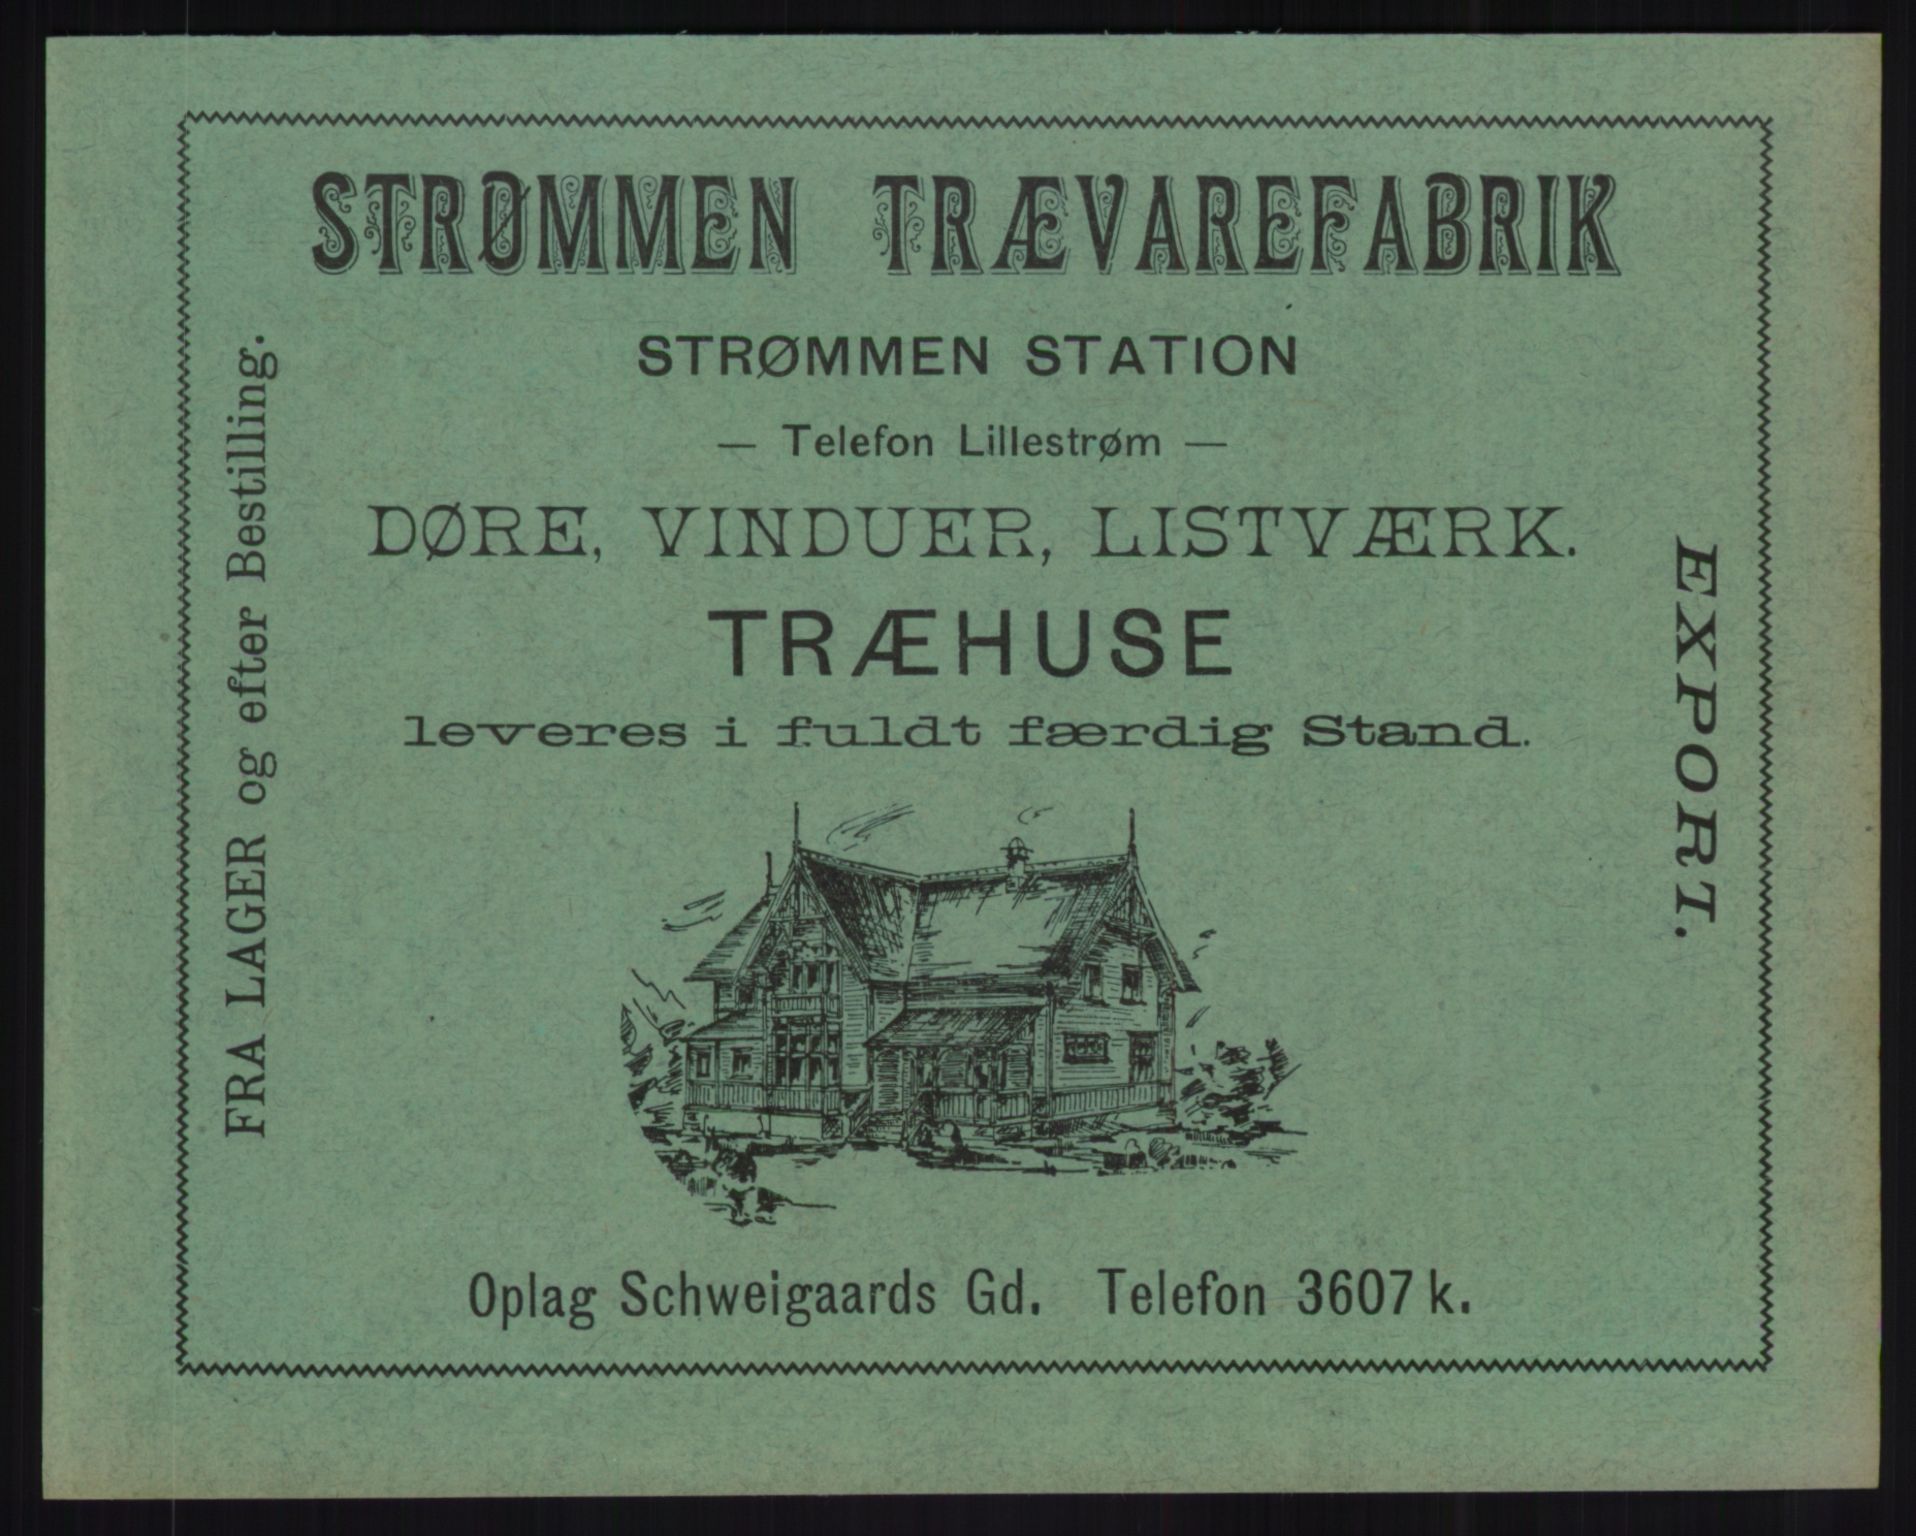 STRØMMEN TRÆVAREFABRIK
STRØMMEN STATION
— Telefon Lillestrøm —
DØRE, VINDUER, LISTVÆRK.
TRÆHUSE
leveres i fuldt færdig Stand.
FRA LAGER og efter Bestilling.
EXPORT.
Oplag Schweigaards Gd. Telefon 3607 k.